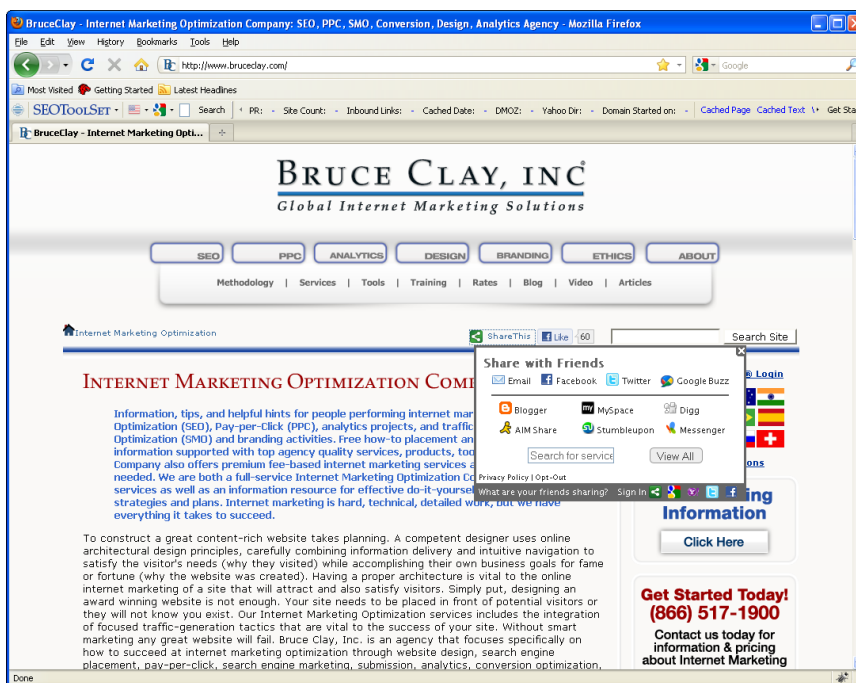 BruceClay - Internet Marketing Optimization Company: SEO, PPC, SMO, Conversion, Design, Analytics Agency - Mozilla Firefox
File Edit View History Bookmarks Tools Help
http://www.bruceclay.com/ Google
Most Visited Getting Started Latest Headlines
SEOToolSet Search PR: - Site Count: - Inbound Links: - Cached Date: - DMOZ: - Yahoo Dir: - Domain Started on: - Cached Page Cached Text Get Sta
BruceClay - Internet Marketing Opti...
BRUCE CLAY, INC
Global Internet Marketing Solutions
SEO PPC ANALYTICS DESIGN BRANDING ETHICS ABOUT
Methodology | Services | Tools | Training | Rates | Blog | Video | Articles
Internet Marketing Optimization
ShareThis Like 60 Search Site
Share with Friends
Email Facebook Twitter Google Buzz
Blogger MySpace Digg
AIM Share Stumbleupon Messenger
Search for service View All
Privacy Policy | Opt-Out
What are your friends sharing? Sign In
Login
ons
INTERNET MARKETING OPTIMIZATION COMP
Information, tips, and helpful hints for people performing internet mar
Optimization (SEO), Pay-per-Click (PPC), analytics projects, and traffic
Optimization (SMO) and branding activities. Free how-to placement an
information supported with top agency quality services, products, too
Company also offers premium fee-based internet marketing services a
needed. We are both a full-service Internet Marketing Optimization Co
services as well as an information resource for effective do-it-yoursel
strategies and plans. Internet marketing is hard, technical, detailed work, but we have
everything it takes to succeed.
To construct a great content-rich website takes planning. A competent designer uses online
architectural design principles, carefully combining information delivery and intuitive navigation to
satisfy the visitor's needs (why they visited) while accomplishing their own business goals for fame
or fortune (why the website was created). Having a proper architecture is vital to the online
internet marketing of a site that will attract and also satisfy visitors. Simply put, designing an
award winning website is not enough. Your site needs to be placed in front of potential visitors or
they will not know you exist. Our Internet Marketing Optimization services includes the integration
of focused traffic-generation tactics that are vital to the success of your site. Without smart
marketing any great website will fail. Bruce Clay, Inc. is an agency that focuses specifically on
how to succeed at internet marketing optimization through website design, search engine
placement, pay-per-click, search engine marketing, submission, analytics, conversion optimization,
ing
Information
Click Here
Get Started Today!
(866) 517-1900
Contact us today for
information & pricing
about Internet Marketing
Done